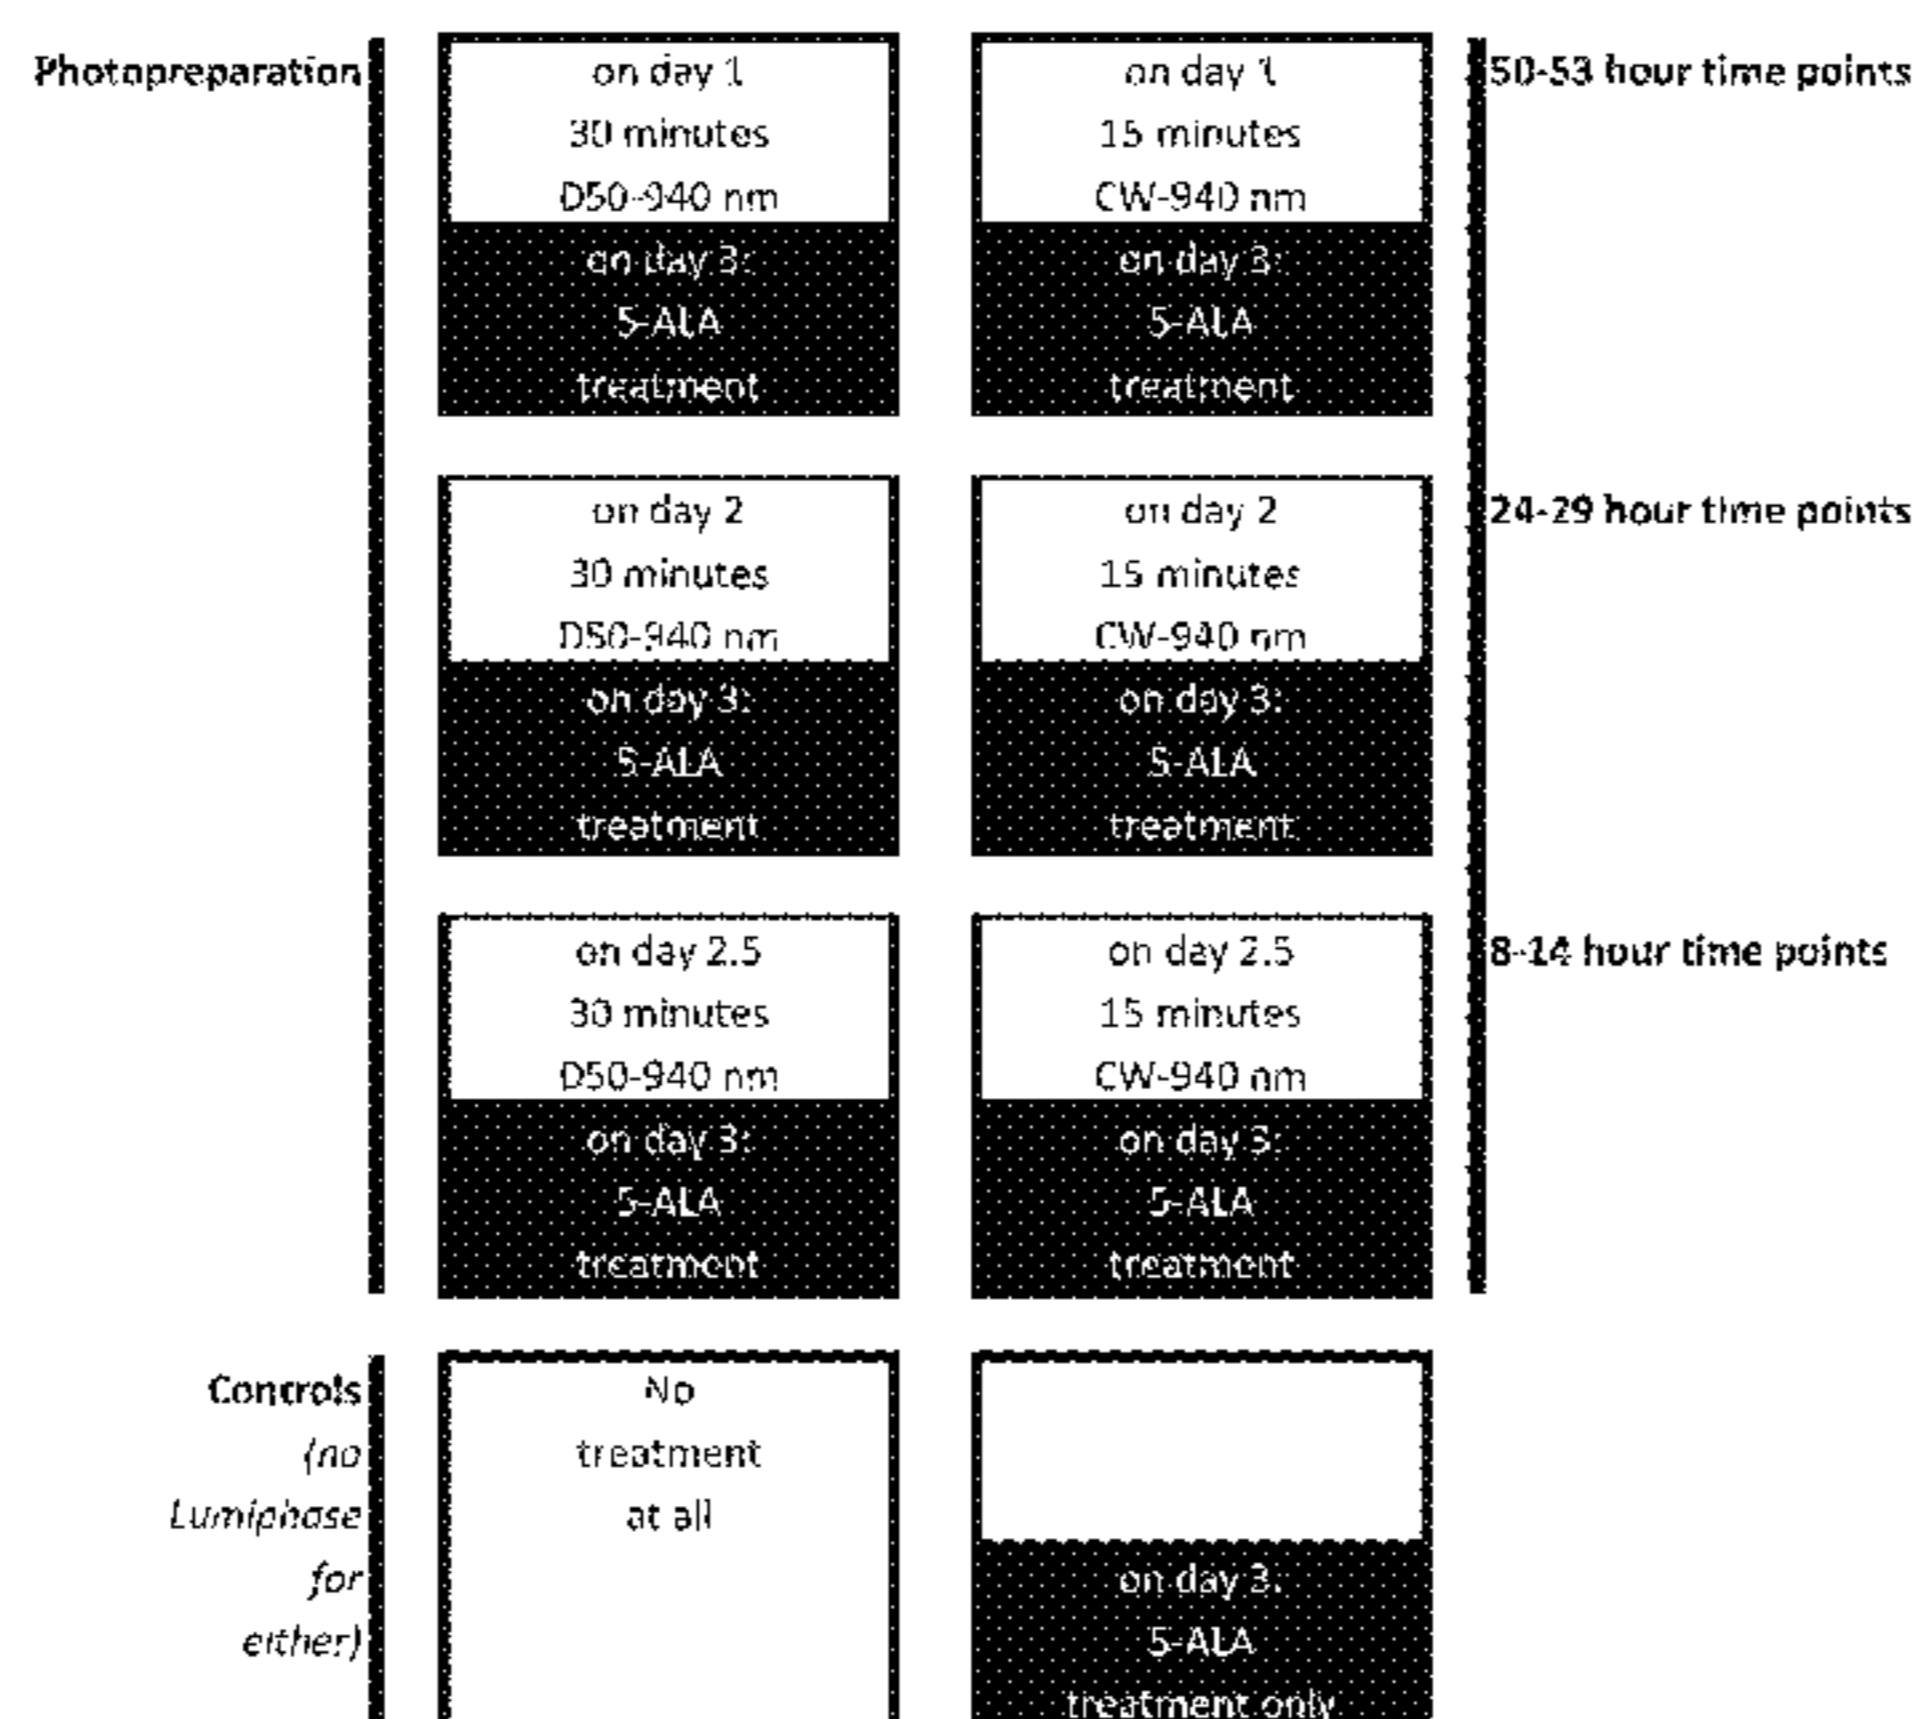 Photopreparation
on day 1
30 minutes
D50-940 nm
on day 3:
5-ALA
treatment
on day 1
15 minutes
CW-940 nm
on day 3:
5-ALA
treatment
50-53 hour time points
on day 2
30 minutes
D50-940 nm
on day 3:
5-ALA
treatment
on day 2
15 minutes
CW-940 nm
on day 3:
5-ALA
treatment
24-29 hour time points
on day 2.5
30 minutes
D50-940 nm
on day 3:
5-ALA
treatment
on day 2.5
15 minutes
CW-940 nm
on day 3:
5-ALA
treatment
8-14 hour time points
Controls
(no
Lumiphase
for
either)
No
treatment
at all
on day 3:
5-ALA
treatment only